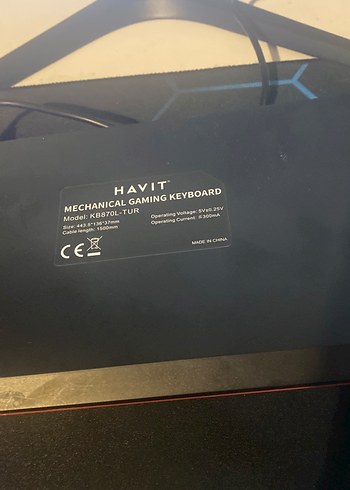 HAVIT
MECHANICAL GAMING KEYBOARD
Model: KB870L-TUR
Size: 443.5*136*37mm
Cable length: 1500mm
Operating Voltage: 5V±0.25V
Operating Current: ≤300mA
CE
MADE IN CHINA